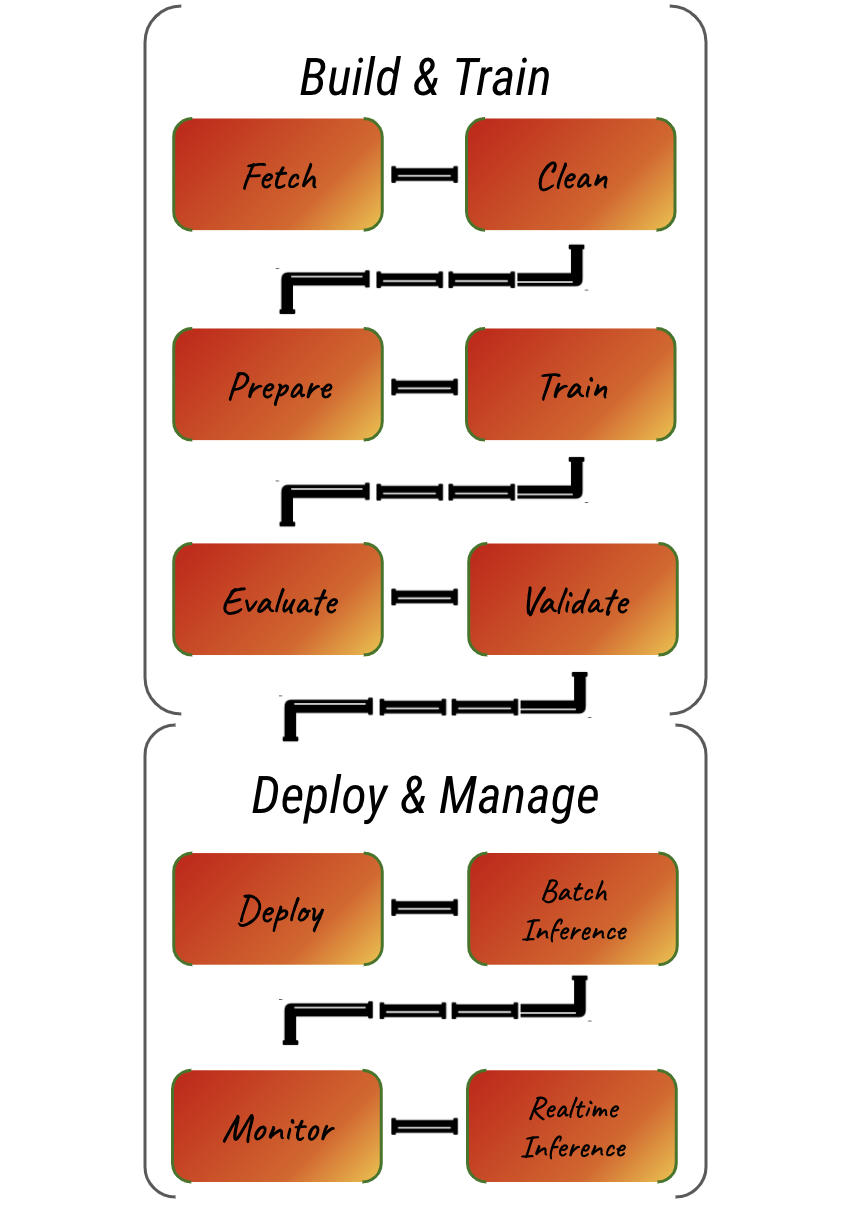 Build & Train
Fetch
Clean
Prepare
Train
Evaluate
Validate
Deploy & Manage
Deploy
Batch
Inference
Monitor
Realtime
Inference